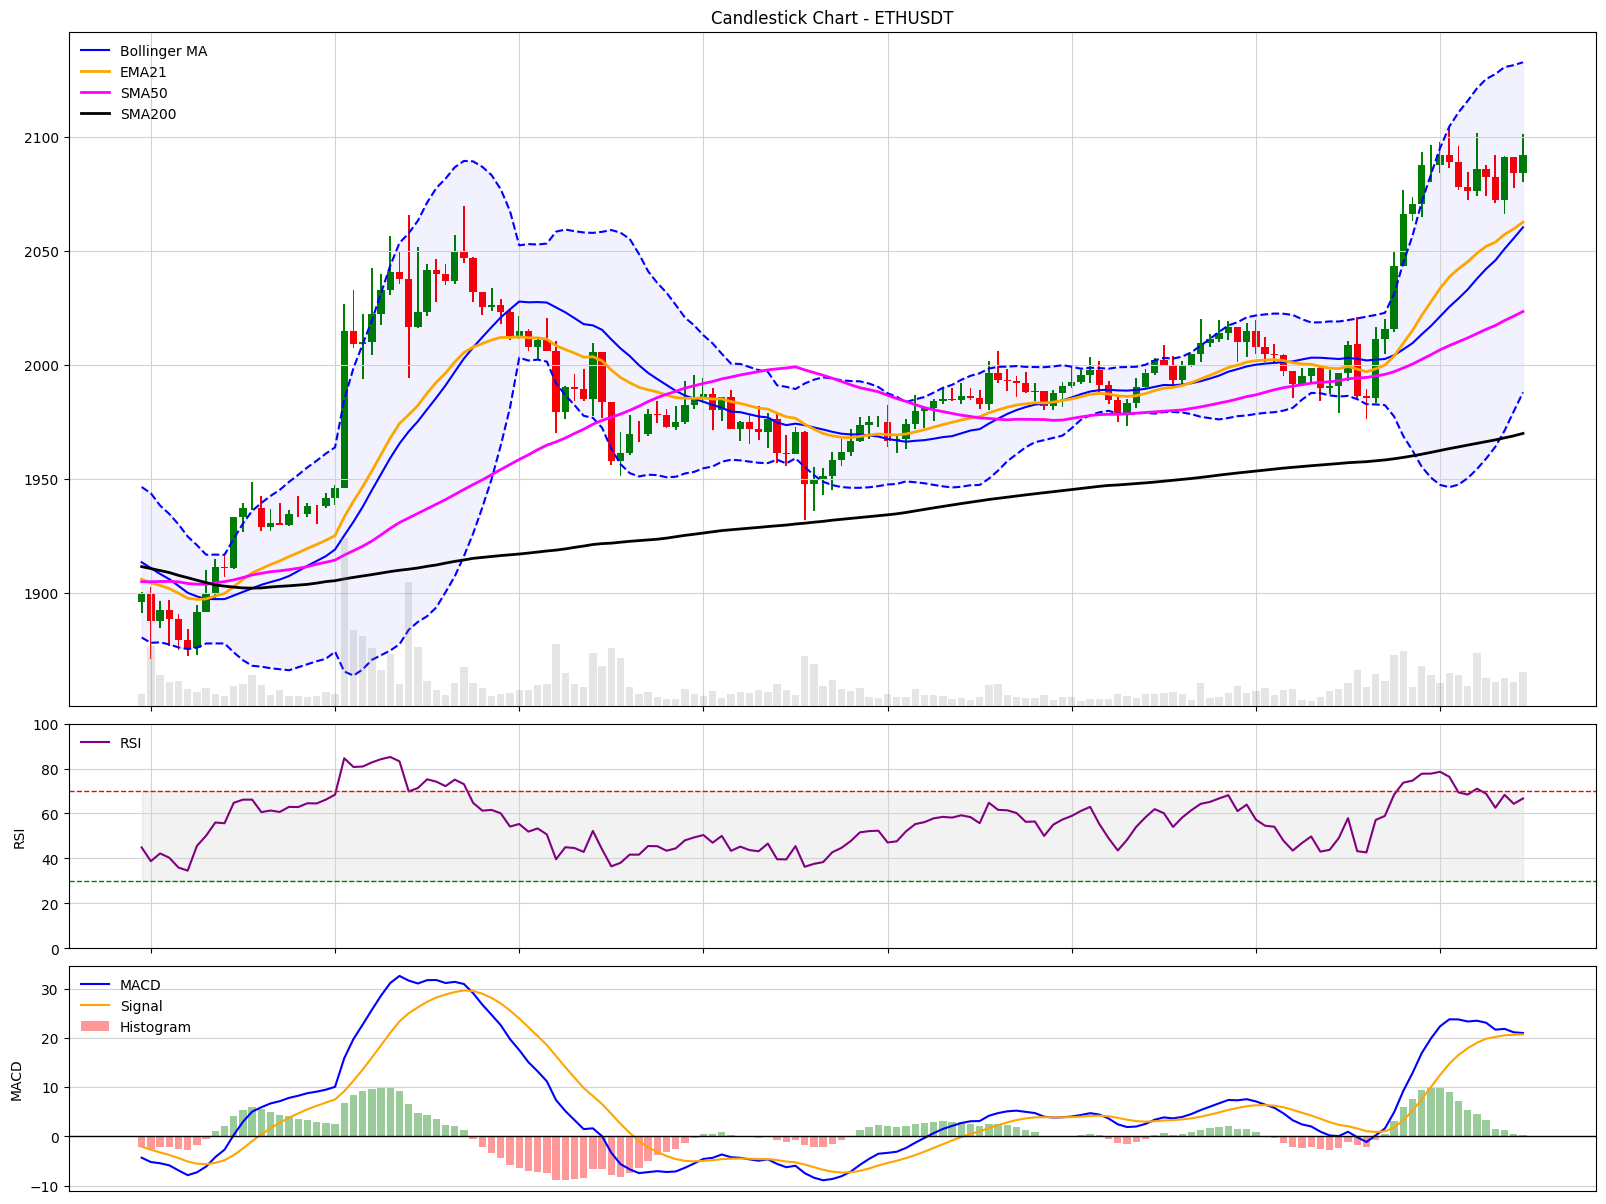 Candlestick Chart - ETHUSDT
Bollinger MA
EMA21
SMA50
SMA200
2100
2050
2000
1950
1900
RSI
100
80
60
40
20
0
RSI
MACD
Signal
Histogram
30
20
10
0
−10
MACD